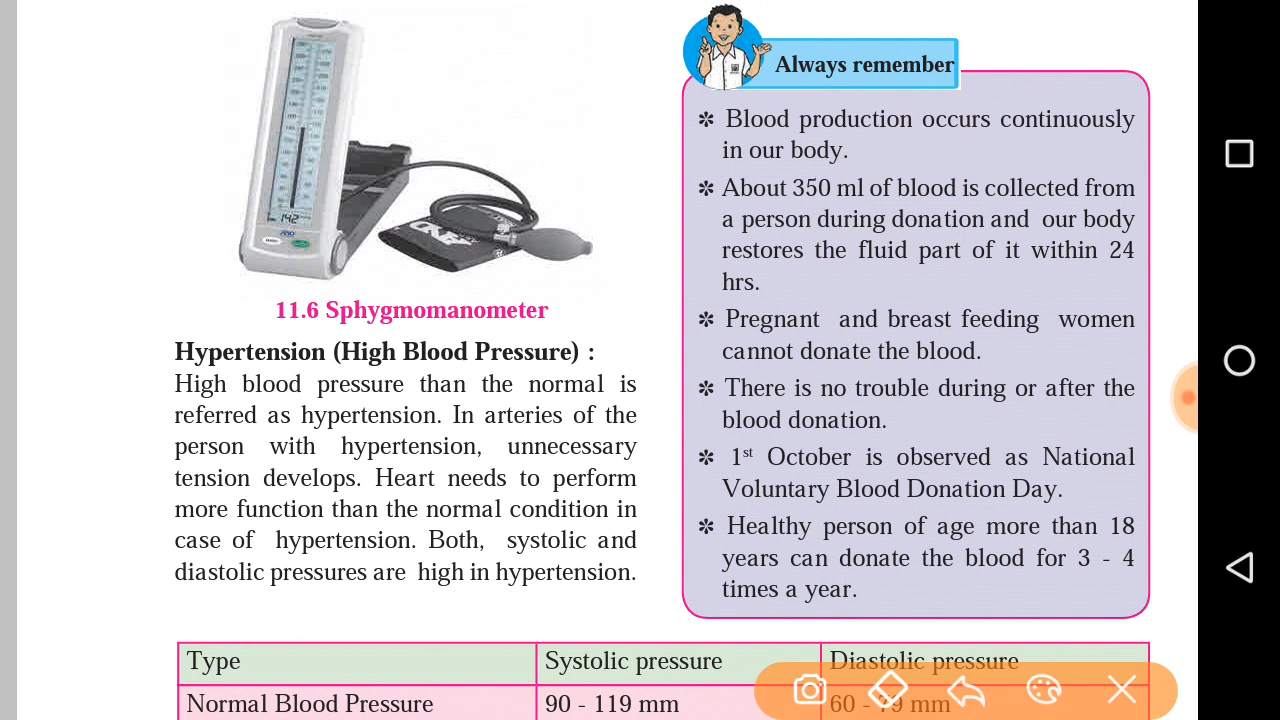 142
AND
11.6 Sphygmomanometer
Hypertension (High Blood Pressure) :
High blood pressure than the normal is
referred as hypertension. In arteries of the
person with hypertension, unnecessary
tension develops. Heart needs to perform
more function than the normal condition in
case of hypertension. Both, systolic and
diastolic pressures are high in hypertension.
Always remember
✼ Blood production occurs continuously
in our body.
✼ About 350 ml of blood is collected from
a person during donation and our body
restores the fluid part of it within 24
hrs.
✼ Pregnant and breast feeding women
cannot donate the blood.
✼ There is no trouble during or after the
blood donation.
✼ 1st October is observed as National
Voluntary Blood Donation Day.
✼ Healthy person of age more than 18
years can donate the blood for 3 - 4
times a year.
Type Systolic pressure Diastolic pressure
Normal Blood Pressure 90 - 119 mm 60 - 79 mm